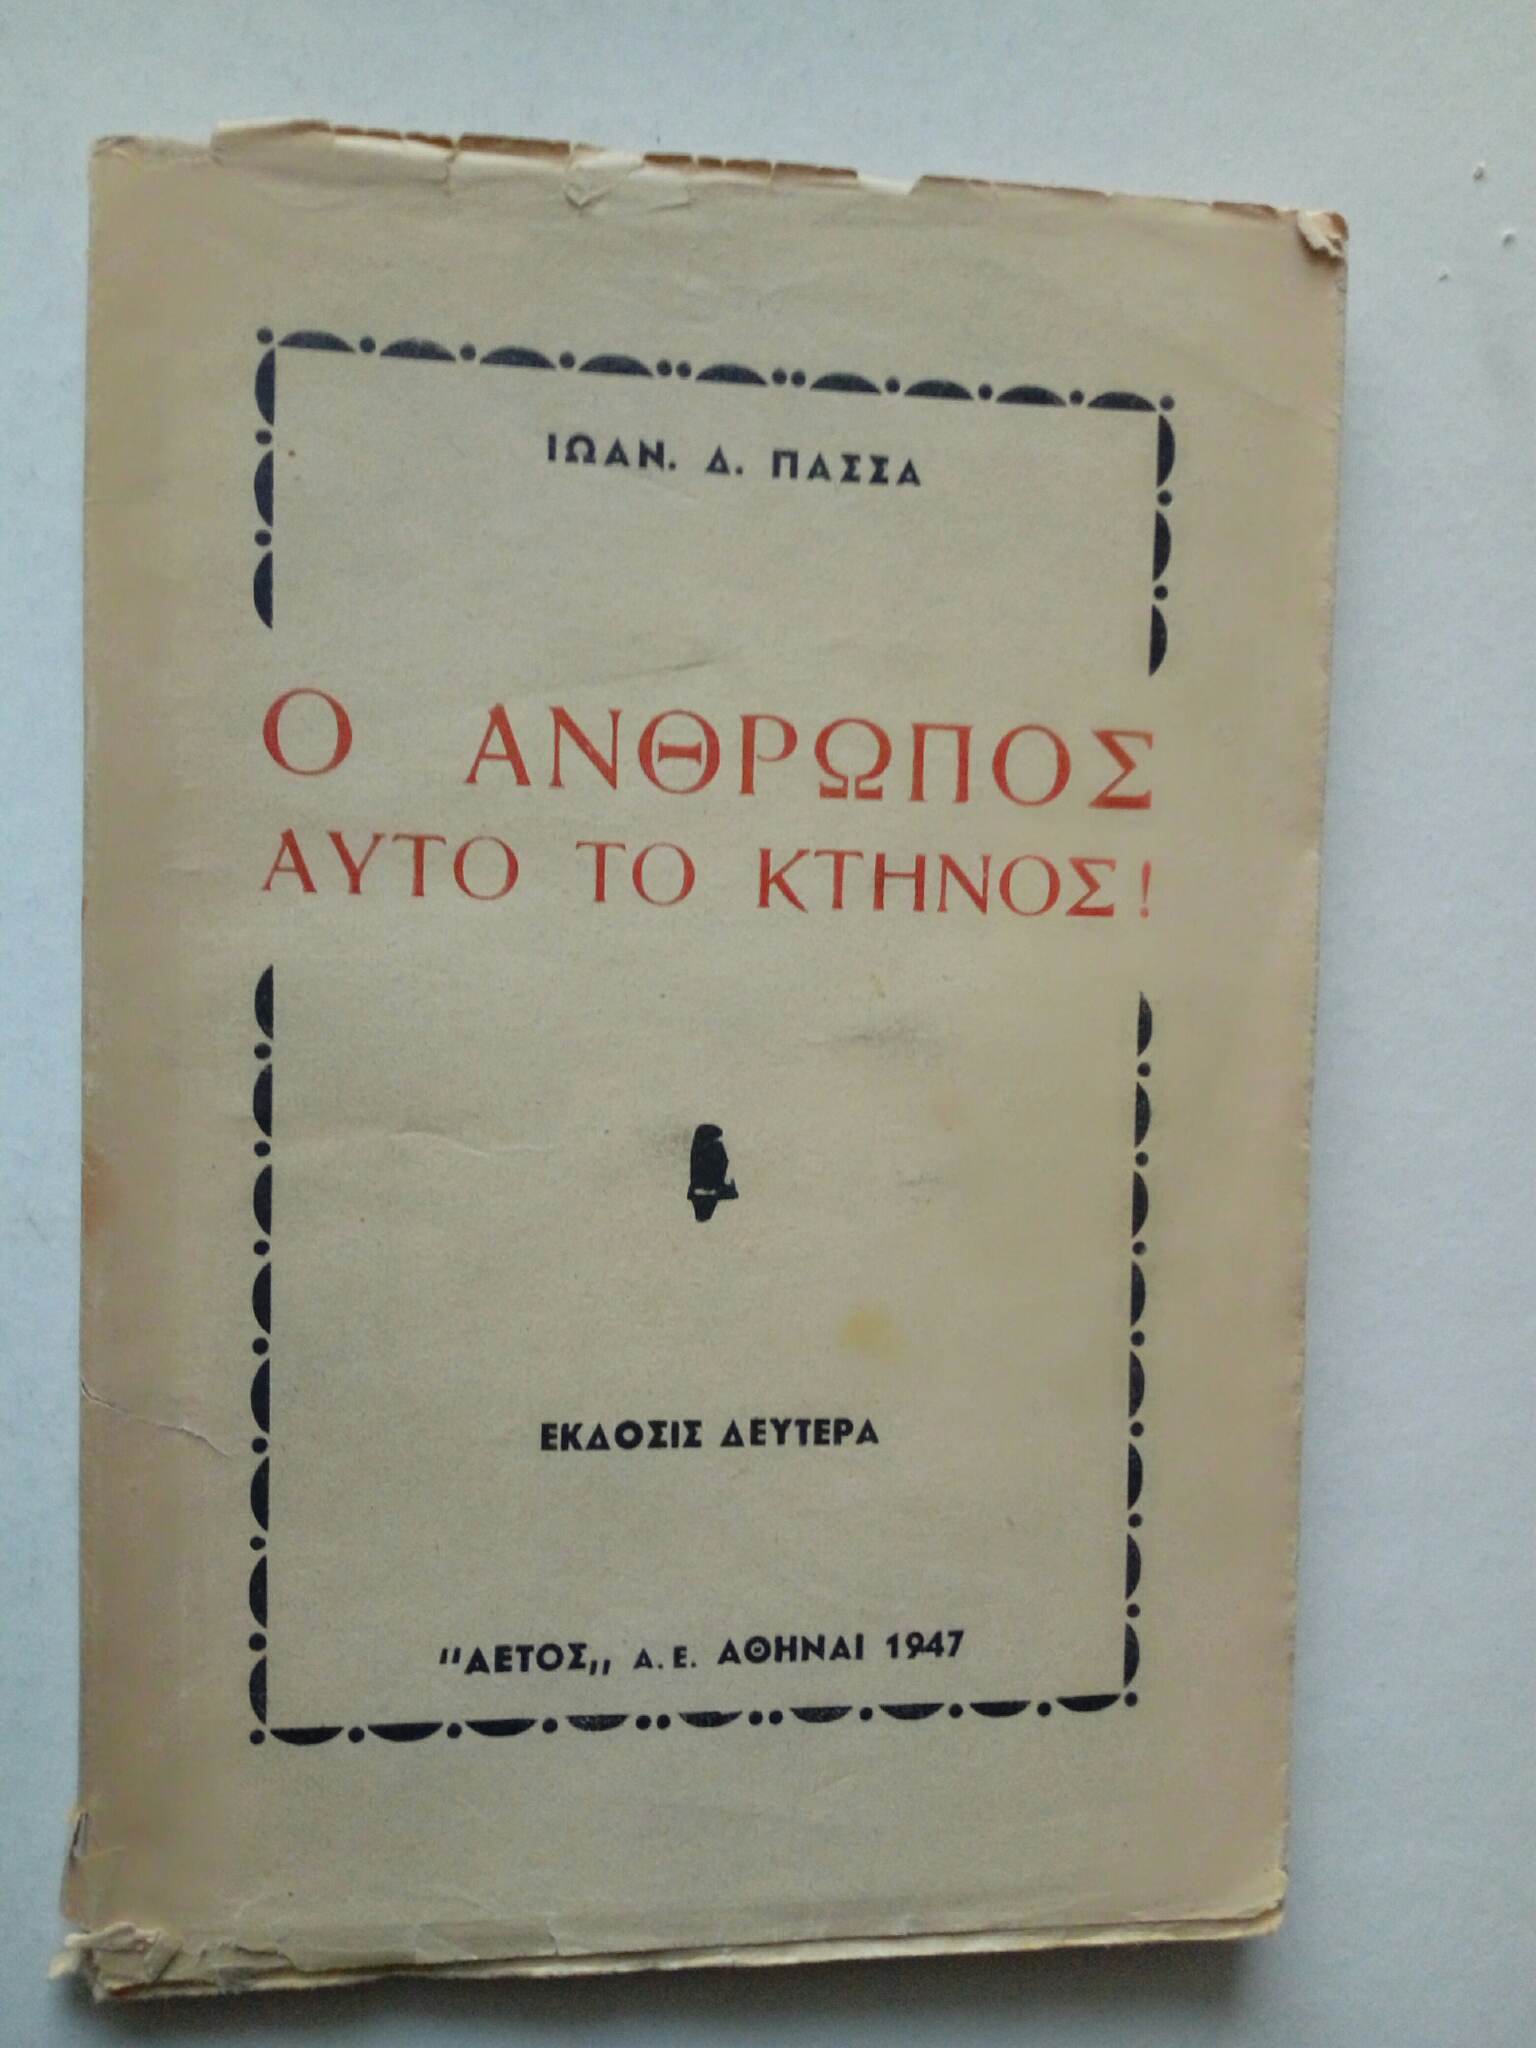 ΙΩΑΝ. Δ. ΠΑΣΣΑ
Ο ΑΝΘΡΩΠΟΣ
ΑΥΤΟ ΤΟ ΚΤΗΝΟΣ!
ΕΚΔΟΣΙΣ ΔΕΥΤΕΡΑ
"ΑΕΤΟΣ„ Α.Ε. ΑΘΗΝΑΙ 1947